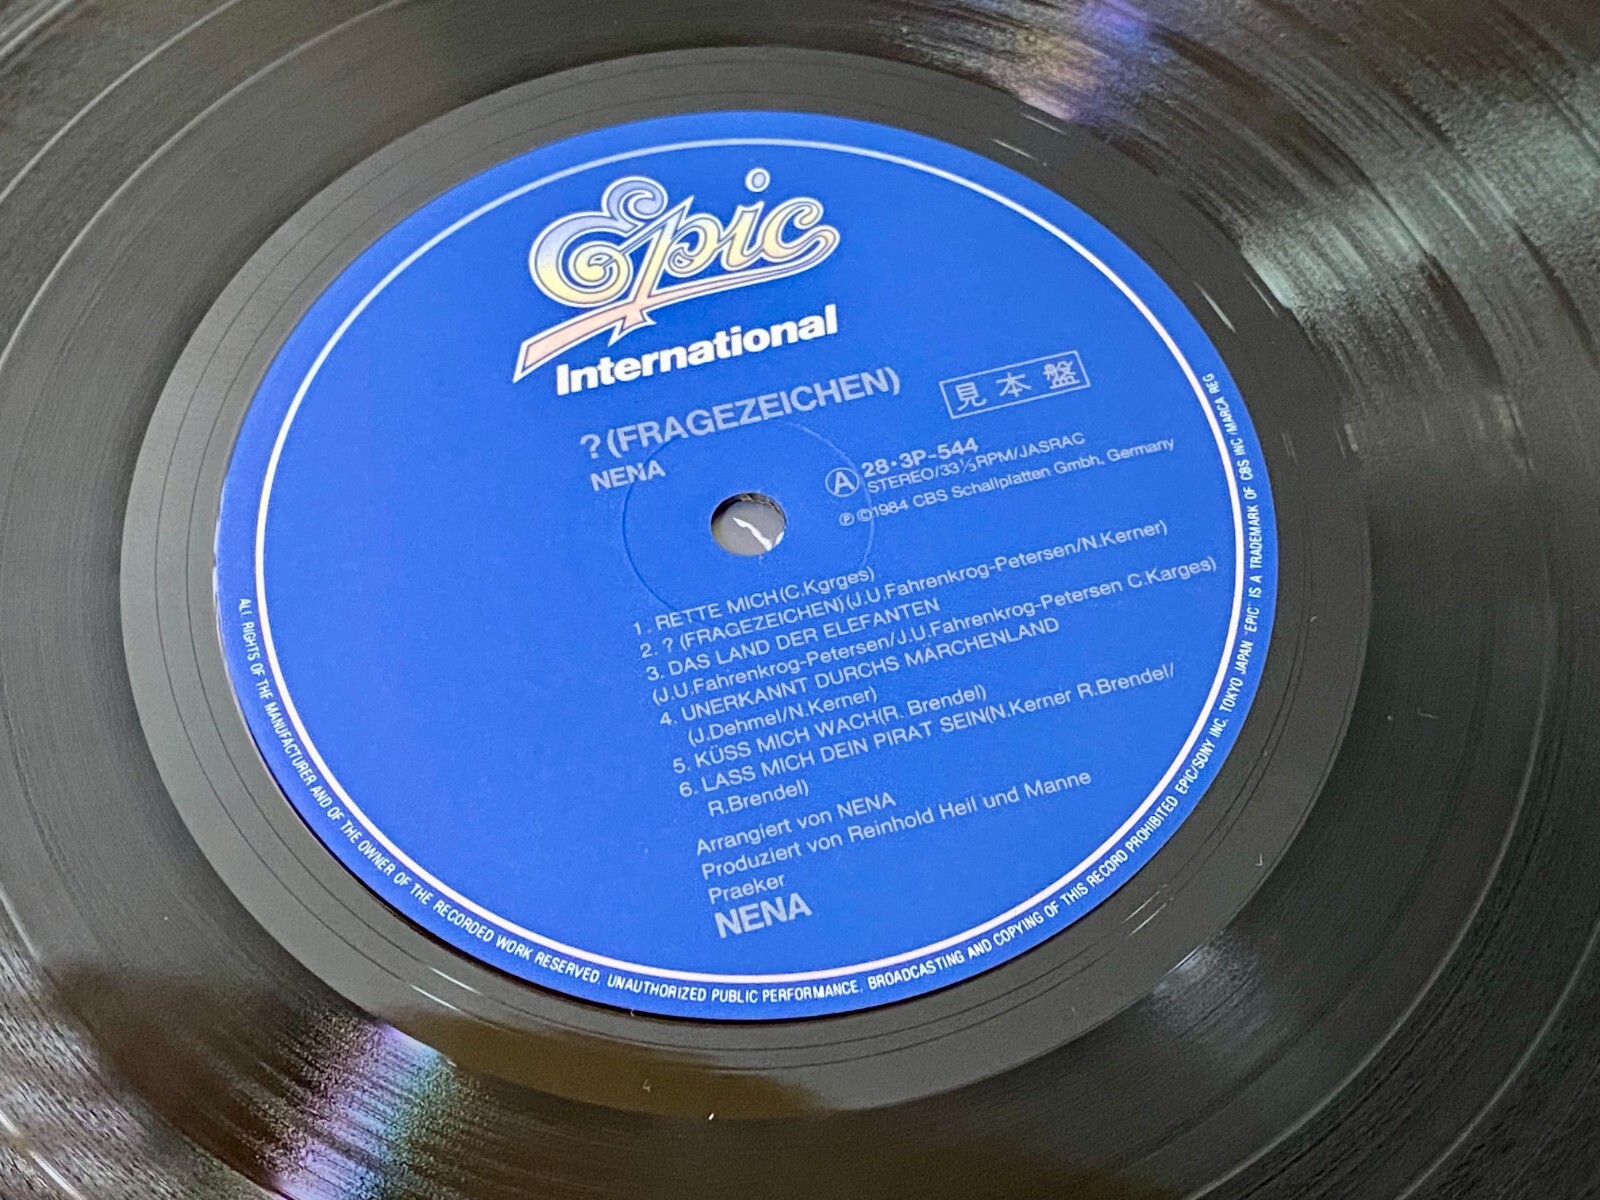 Epic
International
? (FRAGEZEICHEN)
NENA
見本盤
Ⓐ 28・3P-544
STEREO/33⅓RPM/JASRAC
Ⓟ©1984 CBS Schallplatten Gmbh, Germany
1. RETTE MICH(C.Kgrges)
2. ? (FRAGEZEICHEN)(J.U.Fahrenkrog-Petersen/N.Kerner)
3. DAS LAND DER ELEFANTEN
(J.U.Fahrenkrog-Petersen/J.U.Fahrenkrog-Petersen C.Karges)
4. UNERKANNT DURCHS MÄRCHENLAND
(J.Dehmel/N.Kerner)
5. KÜSS MICH WACH(R. Brendel)
6. LASS MICH DEIN PIRAT SEIN(N.Kerner R.Brendel/
R.Brendel)
Arrangiert von NENA
Produziert von Reinhold Heil und Manne
Praeker
NENA
ALL RIGHTS OF THE MANUFACTURER AND OF THE OWNER OF THE RECORDED WORK RESERVED. UNAUTHORIZED PUBLIC PERFORMANCE. BROADCASTING AND COPYING OF THIS RECORD PROHIBITED EPIC/SONY INC. TOKYO JAPAN "EPIC" IS A TRADEMARK OF CBS INC./MARCA REG